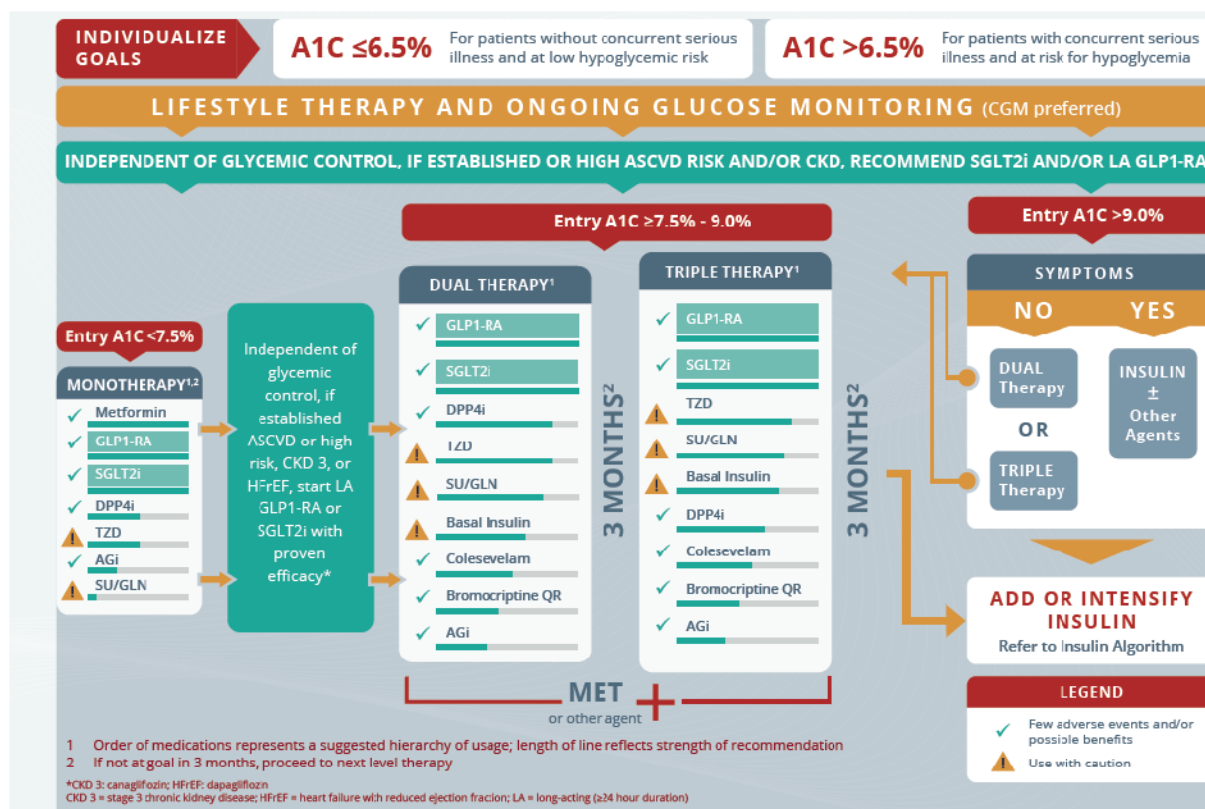 INDIVIDUALIZE
GOALS
A1C ≤6.5%
For patients without concurrent serious
illness and at low hypoglycemic risk
A1C >6.5%
For patients with concurrent serious
illness and at risk for hypoglycemia
LIFESTYLE THERAPY AND ONGOING GLUCOSE MONITORING (CGM preferred)
INDEPENDENT OF GLYCEMIC CONTROL, IF ESTABLISHED OR HIGH ASCVD RISK AND/OR CKD, RECOMMEND SGLT2i AND/OR LA GLP1-RA
Entry A1C <7.5%
MONOTHERAPY1,2
Metformin
GLP1-RA
SGLT2i
DPP4i
TZD
AGi
SU/GLN
Independent of
glycemic
control, if
established
ASCVD or high
risk, CKD 3, or
HFrEF, start LA
GLP1-RA or
SGLT2i with
proven
efficacy*
Entry A1C ≥7.5% - 9.0%
DUAL THERAPY1
GLP1-RA
SGLT2i
DPP4i
TZD
SU/GLN
Basal Insulin
Colesevelam
Bromocriptine QR
AGi
3 MONTHS2
TRIPLE THERAPY1
GLP1-RA
SGLT2i
TZD
SU/GLN
Basal Insulin
DPP4i
Colesevelam
Bromocriptine QR
AGi
3 MONTHS2
MET
or other agent
Entry A1C >9.0%
SYMPTOMS
NO
YES
DUAL
Therapy
OR
TRIPLE
Therapy
INSULIN
±
Other
Agents
ADD OR INTENSIFY
INSULIN
Refer to Insulin Algorithm
LEGEND
Few adverse events and/or
possible benefits
Use with caution
1 Order of medications represents a suggested hierarchy of usage; length of line reflects strength of recommendation
2 If not at goal in 3 months, proceed to next level therapy
*CKD 3: canaglifozin; HFrEF: dapagliflozin
CKD 3 = stage 3 chronic kidney disease; HFrEF = heart failure with reduced ejection fraction; LA = long-acting (≥24 hour duration)